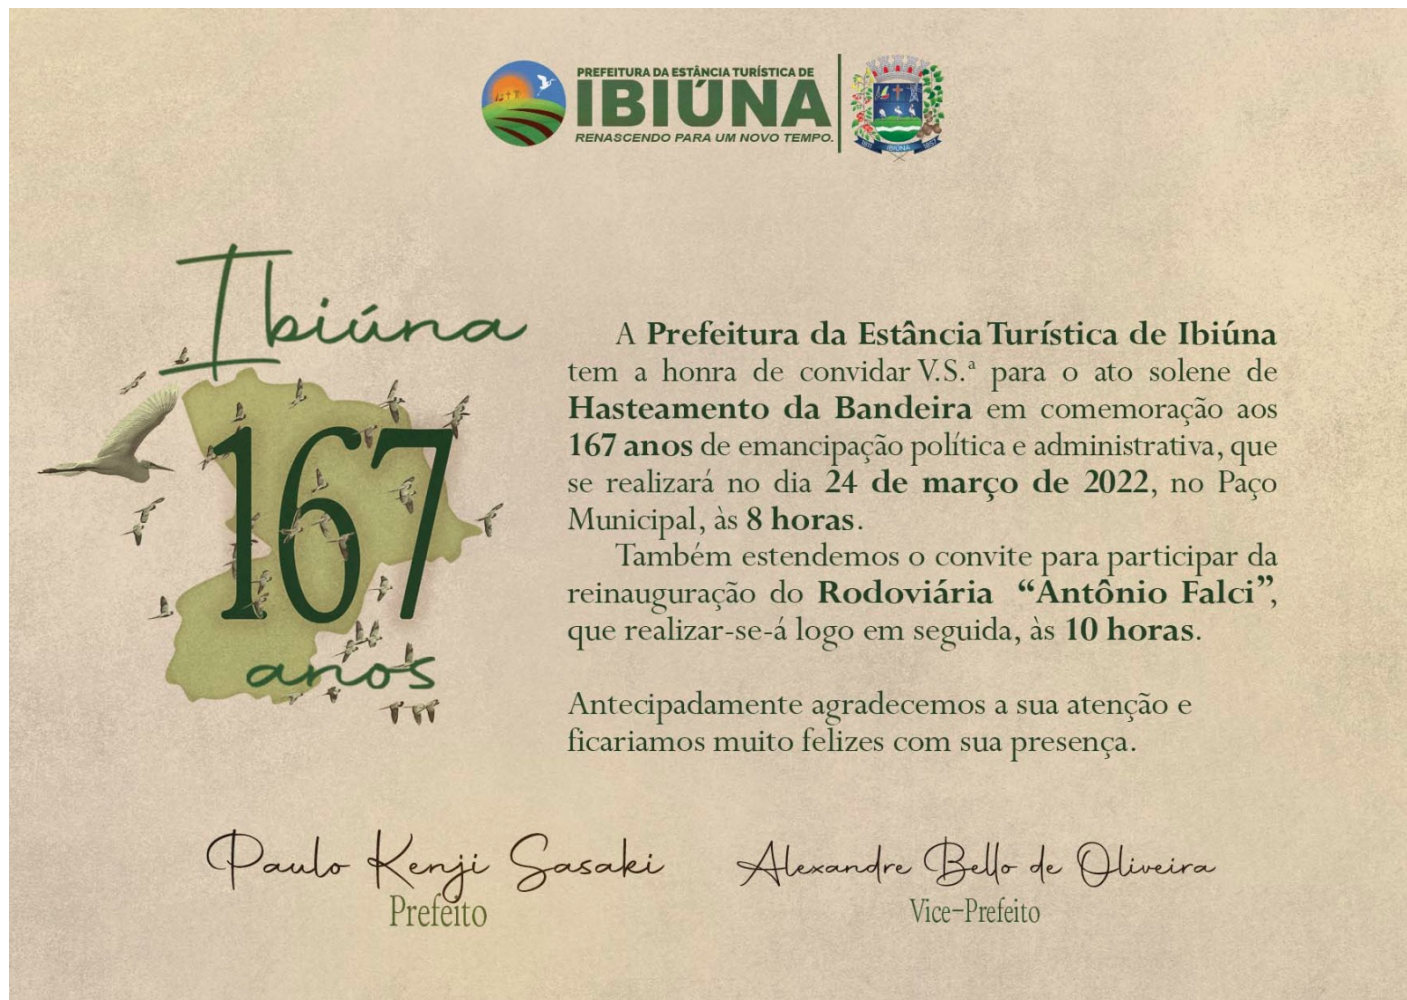 PREFEITURA DA ESTÂNCIA TURÍSTICA DE
IBIÚNA
RENASCENDO PARA UM NOVO TEMPO.
IBIÚNA
Ibiúna
167
anos
A Prefeitura da Estância Turística de Ibiúna
tem a honra de convidar V.S.ª para o ato solene de
Hasteamento da Bandeira em comemoração aos
167 anos de emancipação política e administrativa, que
se realizará no dia 24 de março de 2022, no Paço
Municipal, às 8 horas.
Também estendemos o convite para participar da
reinauguração do Rodoviária “Antônio Falci”,
que realizar-se-á logo em seguida, às 10 horas.
Antecipadamente agradecemos a sua atenção e
ficariamos muito felizes com sua presença.
Paulo Kenji Sasaki
Prefeito
Alexandre Bello de Oliveira
Vice-Prefeito